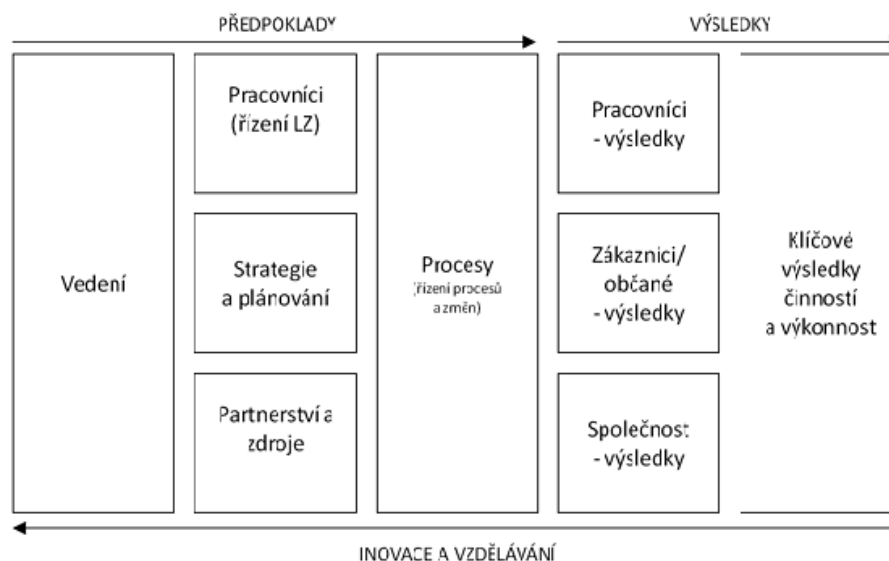 PŘEDPOKLADY
VÝSLEDKY
Vedení
Pracovníci
(řízení LZ)
Strategie
a plánování
Partnerství a
zdroje
Procesy
(řízení procesů
a změn)
Pracovníci
- výsledky
Zákazníci/
občané
- výsledky
Společnost
- výsledky
Klíčové
výsledky
činností
a výkonnost
INOVACE A VZDĚLÁVÁNÍ